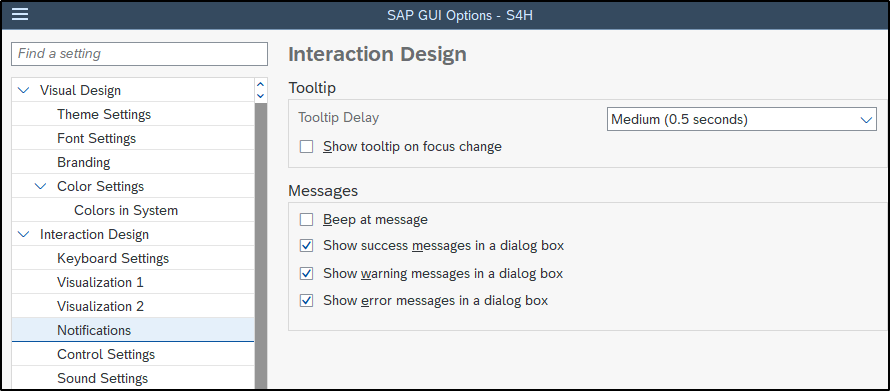 SAP GUI Options - S4H
Find a setting
Visual Design
Theme Settings
Font Settings
Branding
Color Settings
Colors in System
Interaction Design
Keyboard Settings
Visualization 1
Visualization 2
Notifications
Control Settings
Sound Settings
Interaction Design
Tooltip
Tooltip Delay Medium (0.5 seconds)
Show tooltip on focus change
Messages
Beep at message
Show success messages in a dialog box
Show warning messages in a dialog box
Show error messages in a dialog box